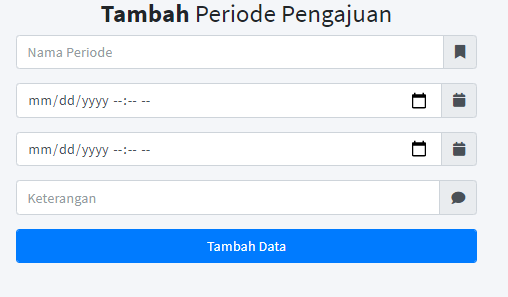 Tambah Periode Pengajuan
Nama Periode
mm/dd/yyyy --:-- --
mm/dd/yyyy --:-- --
Keterangan
Tambah Data